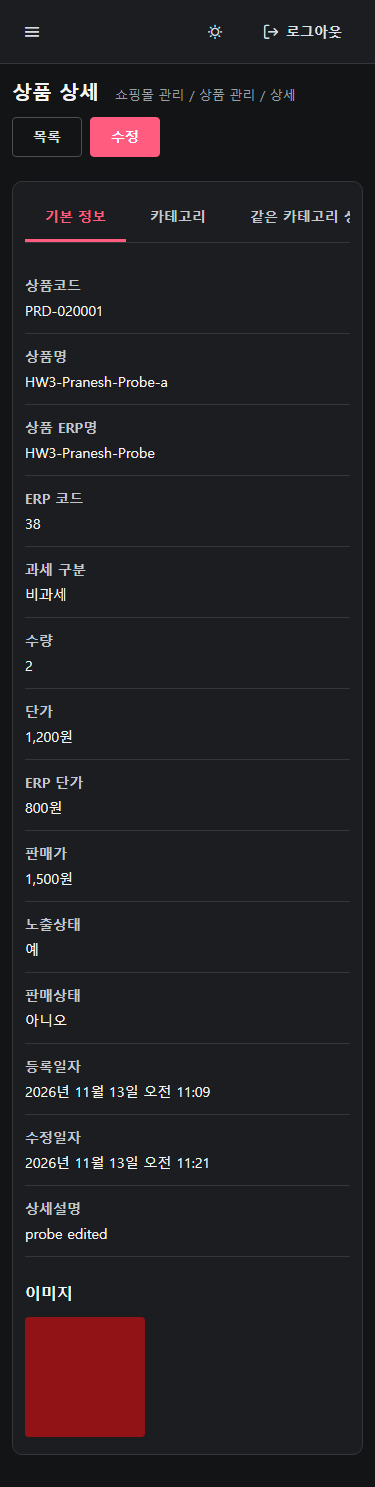 로그아웃
상품 상세 쇼핑몰 관리 / 상품 관리 / 상세
목록 수정
기본 정보 카테고리 같은 카테고리
상품코드
PRD-020001
상품명
HW3-Pranesh-Probe-a
상품 ERP명
HW3-Pranesh-Probe
ERP 코드
38
과세 구분
비과세
수량
2
단가
1,200원
ERP 단가
800원
판매가
1,500원
노출상태
예
판매상태
아니오
등록일자
2026년 11월 13일 오전 11:09
수정일자
2026년 11월 13일 오전 11:21
상세설명
probe edited
이미지